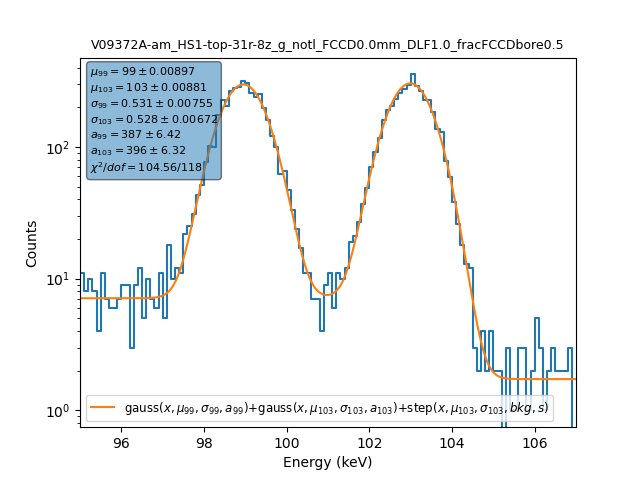 V09372A-am_HS1-top-31r-8z_g_notl_FCCD0.0mm_DLF1.0_fracFCCDbore0.5
μ₉₉ = 99 ± 0.00897
μ₁₀₃ = 103 ± 0.00881
σ₉₉ = 0.531 ± 0.00755
σ₁₀₃ = 0.528 ± 0.00672
a₉₉ = 387 ± 6.42
a₁₀₃ = 396 ± 6.32
χ²/dof = 104.56/118
10²
10¹
10⁰
Counts
gauss(x, μ₉₉, σ₉₉, a₉₉)+gauss(x, μ₁₀₃, σ₁₀₃, a₁₀₃)+step(x, μ₁₀₃, σ₁₀₃, bkg, s)
96 98 100 102 104 106
Energy (keV)